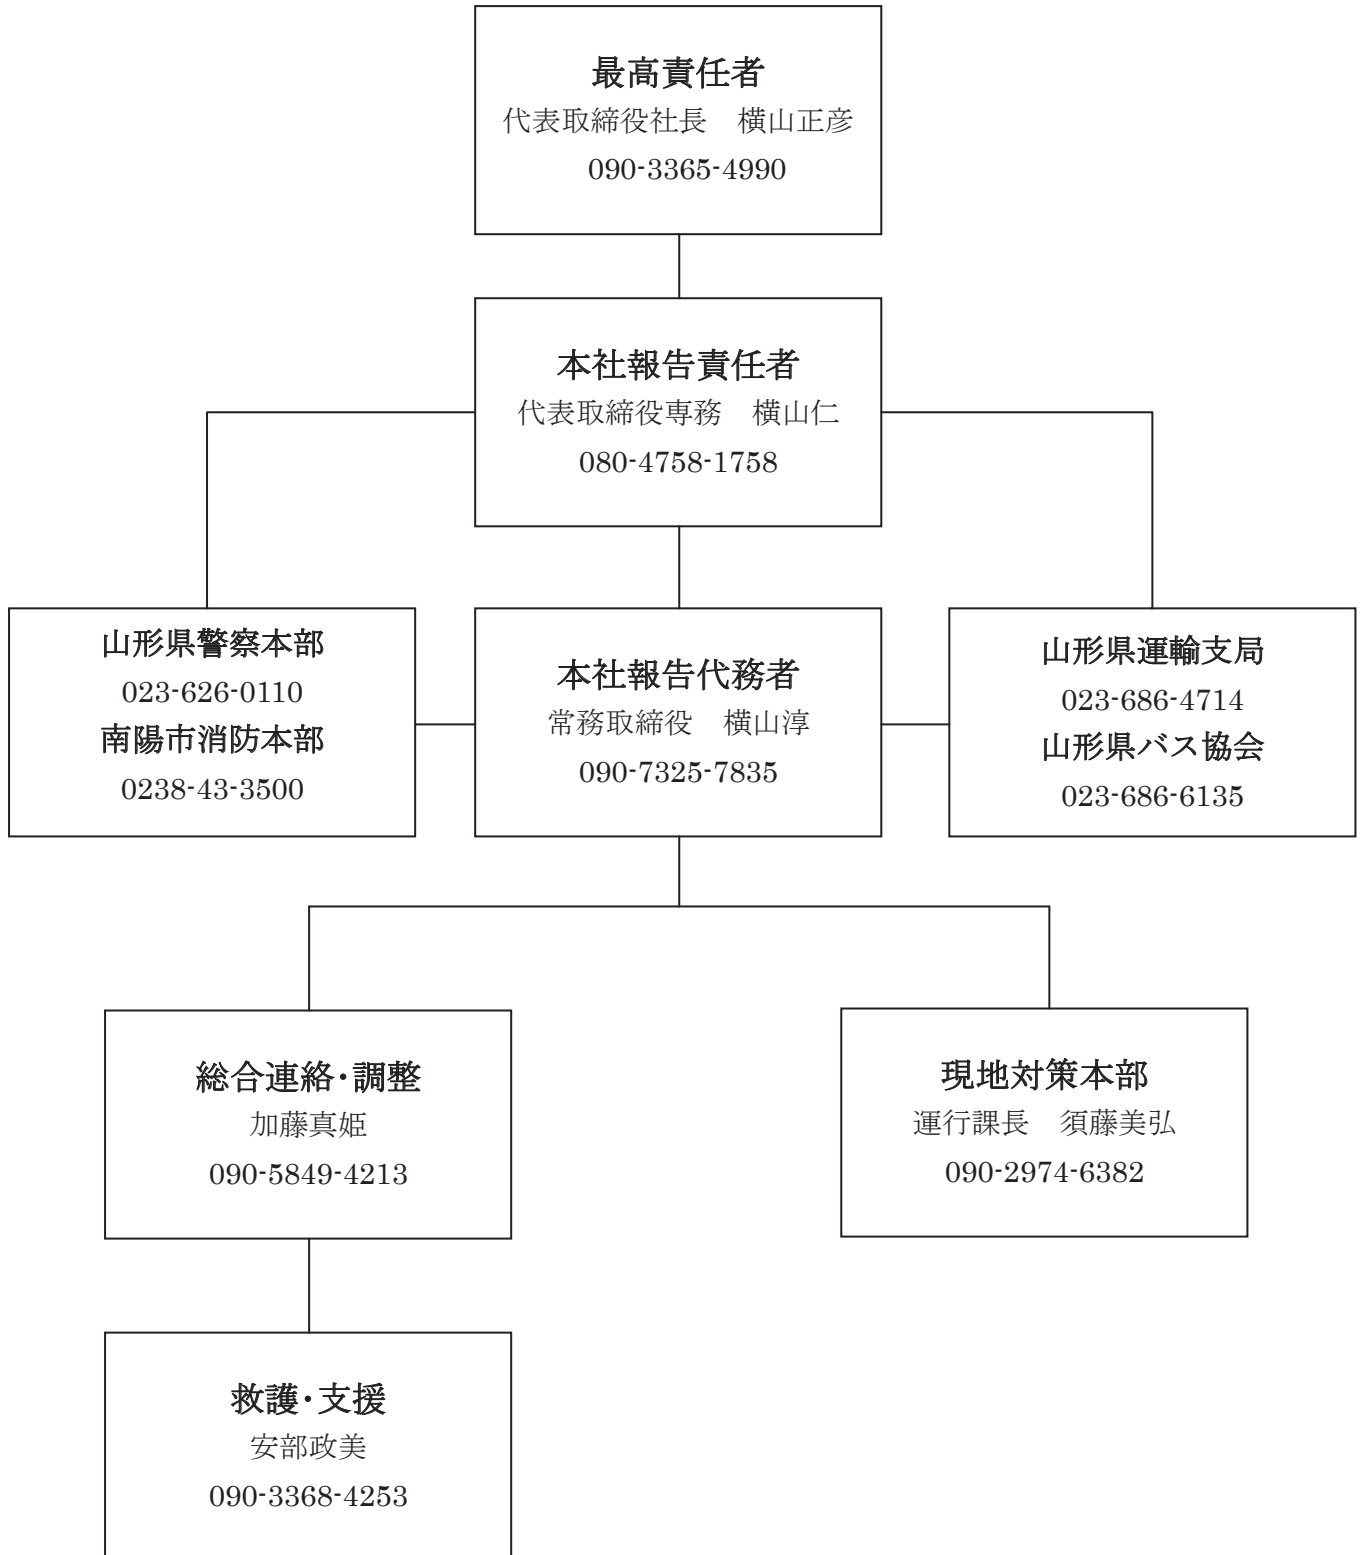 最高責任者
代表取締役社長　横山正彦
090-3365-4990
本社報告責任者
代表取締役専務　横山仁
080-4758-1758
山形県警察本部
023-626-0110
南陽市消防本部
0238-43-3500
本社報告代務者
常務取締役　横山淳
090-7325-7835
山形県運輸支局
023-686-4714
山形県バス協会
023-686-6135
総合連絡・調整
加藤真姫
090-5849-4213
現地対策本部
運行課長　須藤美弘
090-2974-6382
救護・支援
安部政美
090-3368-4253